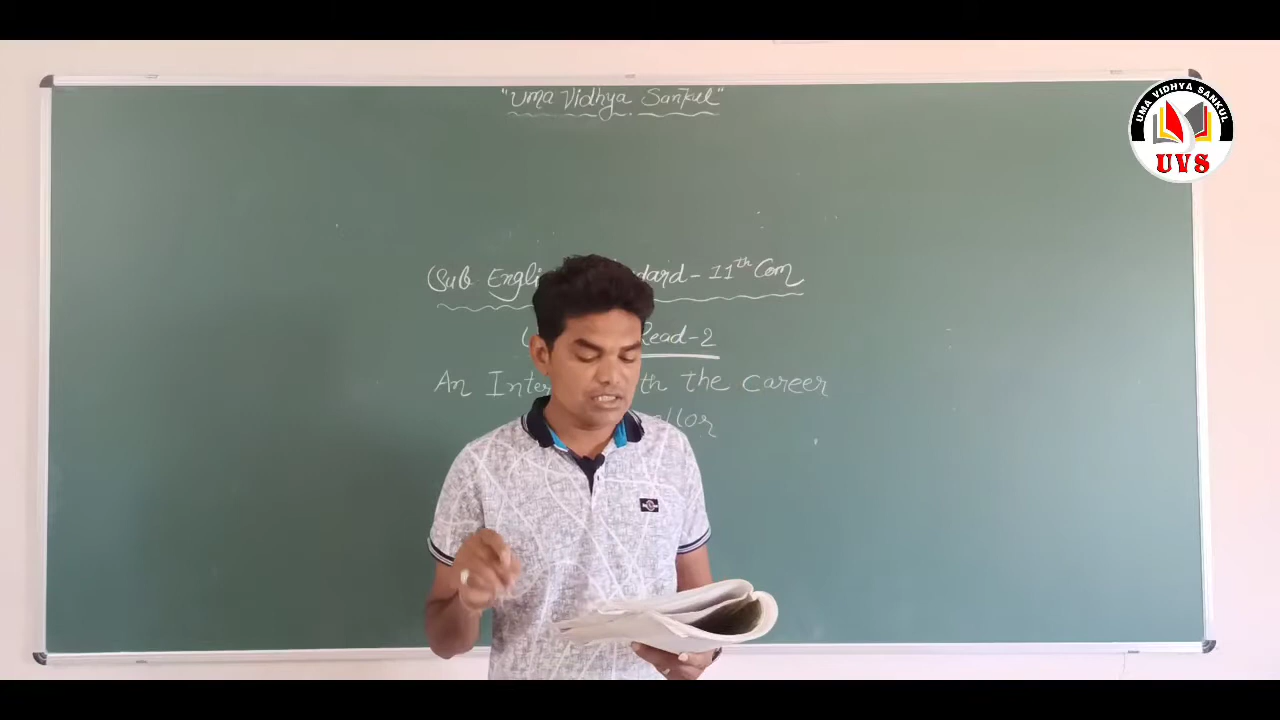 "Uma Vidhya Sankul"
UMA VIDHYA SANKUL
UVS
Sub Engli dard - 11th Com
Read-2
An Inter th the career
ellor